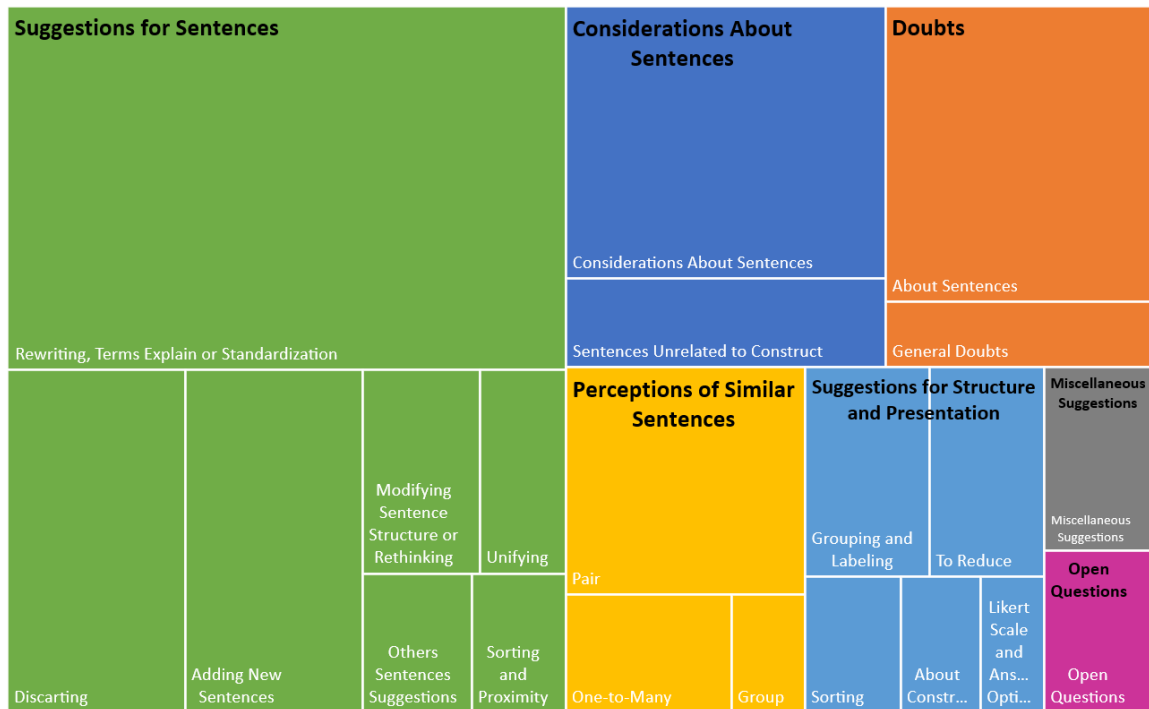 Suggestions for Sentences
Rewriting, Terms Explain or Standardization
Discarting
Adding New
Sentences
Modifying
Sentence
Structure or
Rethinking
Unifying
Others
Sentences
Suggestions
Sorting
and
Proximity
Considerations About
Sentences
Considerations About Sentences
Sentences Unrelated to Construct
Doubts
About Sentences
General Doubts
Perceptions of Similar
Sentences
Pair
One-to-Many
Group
Suggestions for Structure
and Presentation
Grouping and
Labeling
To Reduce
Sorting
About
Constr...
Likert
Scale
and
Ans...
Opti...
Miscellaneous
Suggestions
Miscellaneous
Suggestions
Open
Questions
Open
Questions